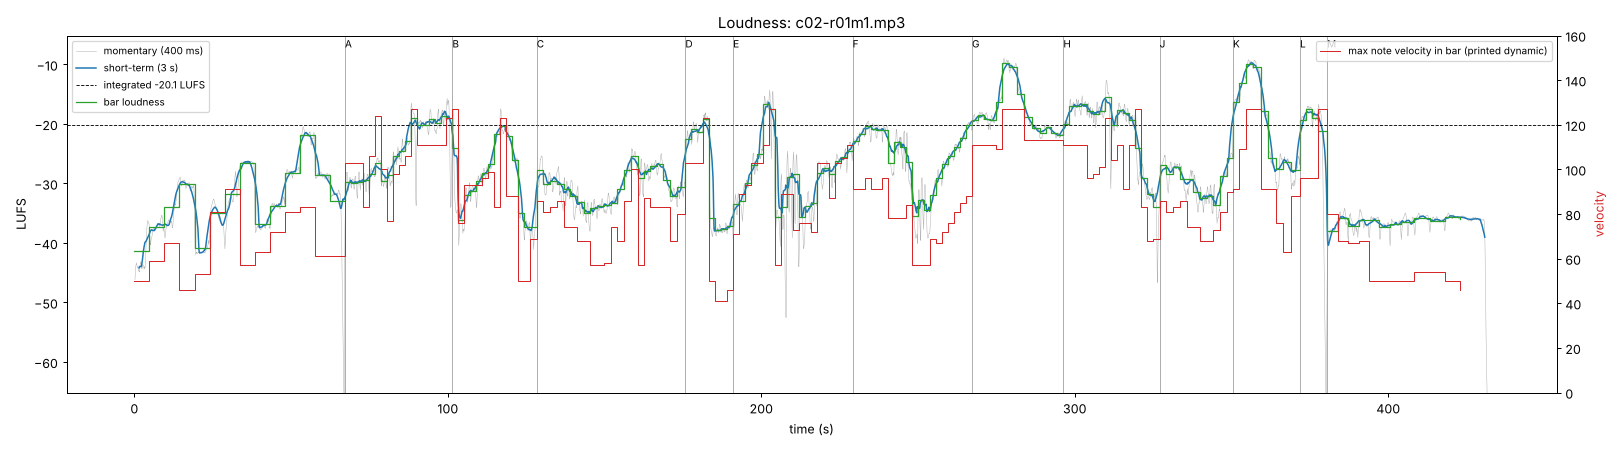 Loudness: c02-r01m1.mp3
momentary (400 ms)
short-term (3 s)
integrated -20.1 LUFS
bar loudness
max note velocity in bar (printed dynamic)
A B C D E F G H J K L M
−10
−20
−30
−40
−50
−60
LUFS
160
140
120
100
80
60
40
20
0
velocity
0 100 200 300 400
time (s)